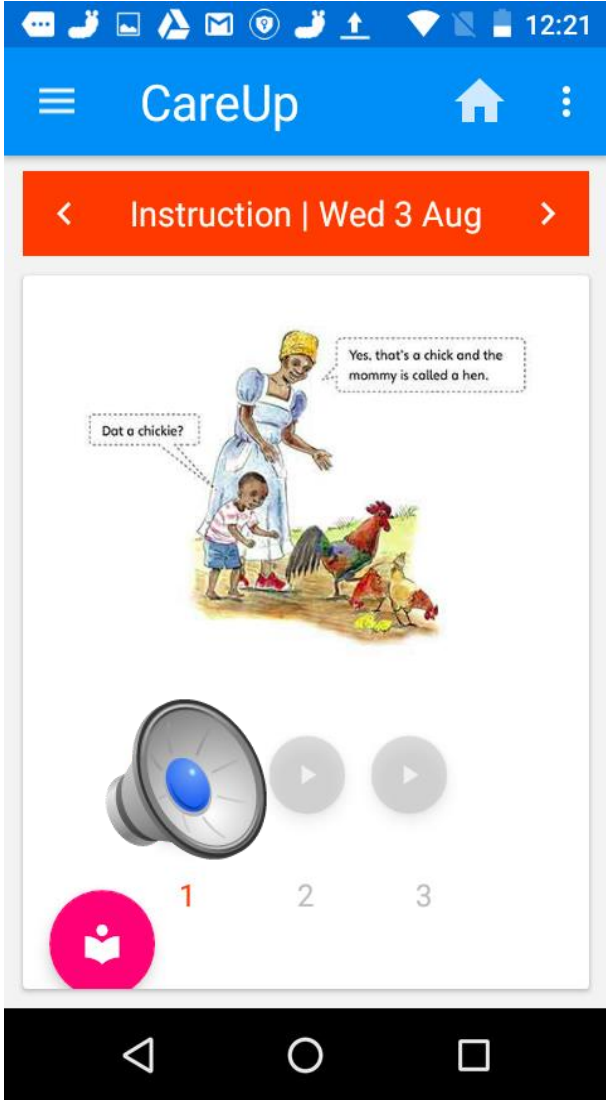 12:21
CareUp
Instruction | Wed 3 Aug
Yes, that's a chick and the
mommy is called a hen.
Dat a chickie?
1 2 3